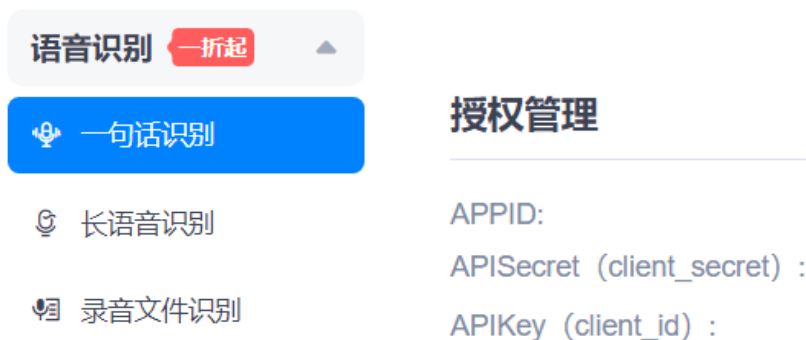 语音识别 一折起
一句话识别
长语音识别
录音文件识别
授权管理
APPID:
APISecret（client_secret）:
APIKey（client_id）: